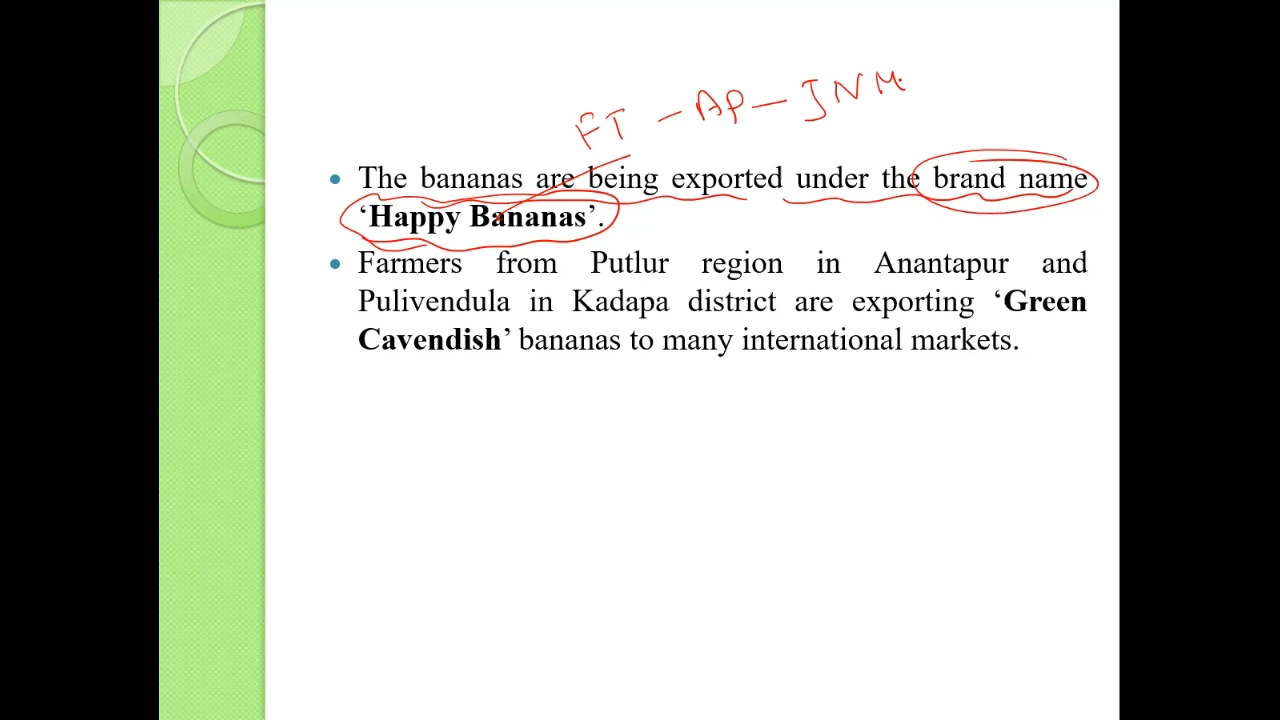 FT - AP - JNM
The bananas are being exported under the brand name
‘Happy Bananas’.
Farmers from Putlur region in Anantapur and
Pulivendula in Kadapa district are exporting ‘Green
Cavendish’ bananas to many international markets.